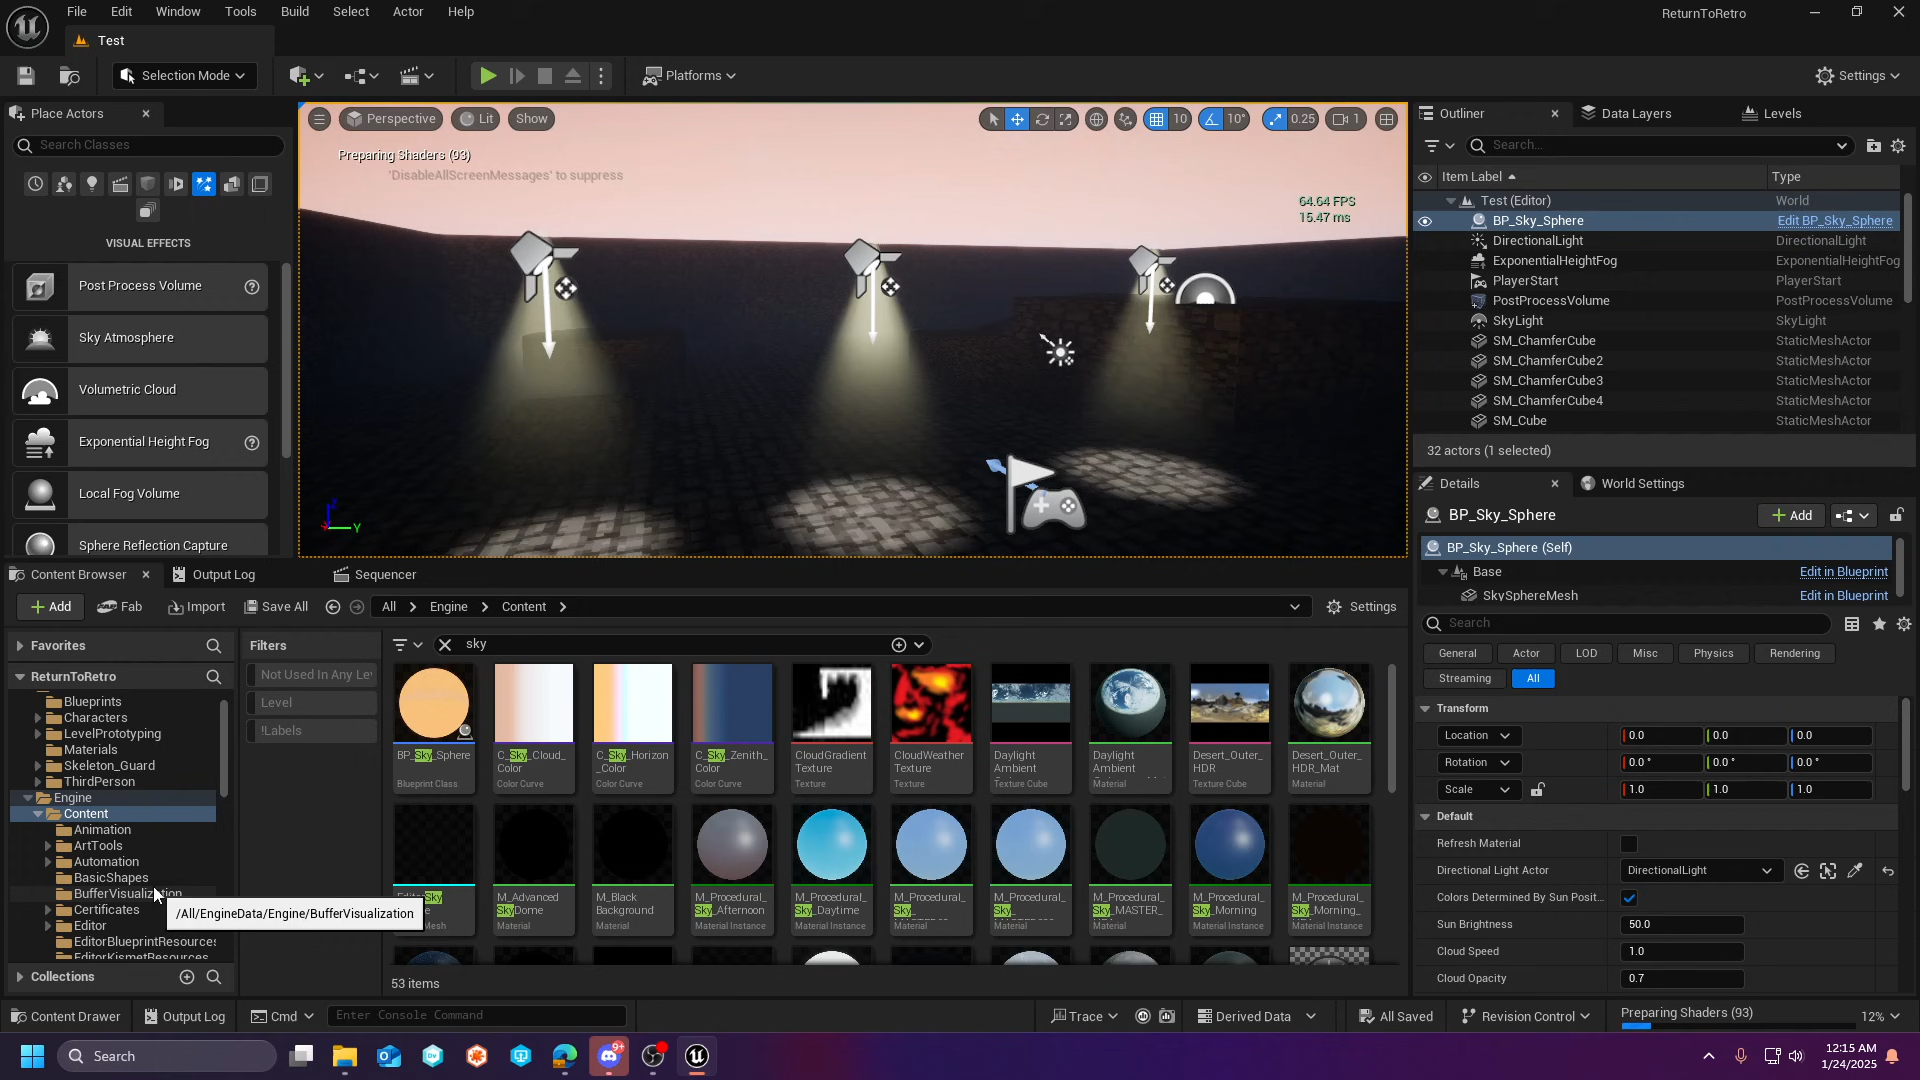 File Edit Window Tools Build Select Actor Help
ReturnToRetro
Test
Selection Mode
Platforms
Settings
Place Actors
Search Classes
VISUAL EFFECTS
Post Process Volume
Sky Atmosphere
Volumetric Cloud
Exponential Height Fog
Local Fog Volume
Sphere Reflection Capture
Perspective Lit Show
10 10° 0.25 1
Preparing Shaders (93)
'DisableAllScreenMessages' to suppress
64.64 FPS
15.47 ms
Z
Y
Outliner Data Layers Levels
Search...
Item Label Type
Test (Editor) World
BP_Sky_Sphere Edit BP_Sky_Sphere
DirectionalLight DirectionalLight
ExponentialHeightFog ExponentialHeightFog
PlayerStart PlayerStart
PostProcessVolume PostProcessVolume
SkyLight SkyLight
SM_ChamferCube StaticMeshActor
SM_ChamferCube2 StaticMeshActor
SM_ChamferCube3 StaticMeshActor
SM_ChamferCube4 StaticMeshActor
SM_Cube StaticMeshActor
32 actors (1 selected)
Details World Settings
BP_Sky_Sphere
Add
BP_Sky_Sphere (Self)
Base Edit in Blueprint
SkySphereMesh Edit in Blueprint
Search
General Actor LOD Misc Physics Rendering
Streaming All
Transform
Location 0.0 0.0 0.0
Rotation 0.0 ° 0.0 ° 0.0 °
Scale 1.0 1.0 1.0
Default
Refresh Material
Directional Light Actor DirectionalLight
Colors Determined By Sun Posit...
Sun Brightness 50.0
Cloud Speed 1.0
Cloud Opacity 0.7
Content Browser Output Log Sequencer
Add Fab Import Save All All Engine Content
Settings
Favorites
ReturnToRetro
Blueprints
Characters
LevelPrototyping
Materials
Skeleton_Guard
ThirdPerson
Engine
Content
Animation
ArtTools
Automation
BasicShapes
BufferVisualization
Certificates
Editor
EditorBlueprintResources
EditorKismetResources
Collections
/All/EngineData/Engine/BufferVisualization
Filters
Not Used In Any Lev
Level
!Labels
sky
BP_Sky_Sphere
Blueprint Class
C_Sky_Cloud_
Color
Color Curve
C_Sky_Horizon
_Color
Color Curve
C_Sky_Zenith_
Color
Color Curve
CloudGradient
Texture
Texture
CloudWeather
Texture
Texture
Daylight
Ambient
Texture Cube
Daylight
Ambient
Desert_Outer_
HDR
Texture Cube
Desert_Outer_
HDR_Mat
Material
M_Advanced
SkyDome
Material
M_Black
Background
Material
M_Procedural_
Sky_Afternoon
Material Instance
M_Procedural_
Sky_Daytime
Material Instance
M_Procedural_
Sky_
Material
M_Procedural_
Sky_
Material
M_Procedural_
Sky_MASTER_
Material
M_Procedural_
Sky_Morning
Material Instance
M_Procedural_
Sky_Morning_
Material Instance
53 items
Content Drawer Output Log Cmd Enter Console Command
Trace Derived Data All Saved Revision Control Preparing Shaders (93) 12%
Search
9+
12:15 AM
1/24/2025